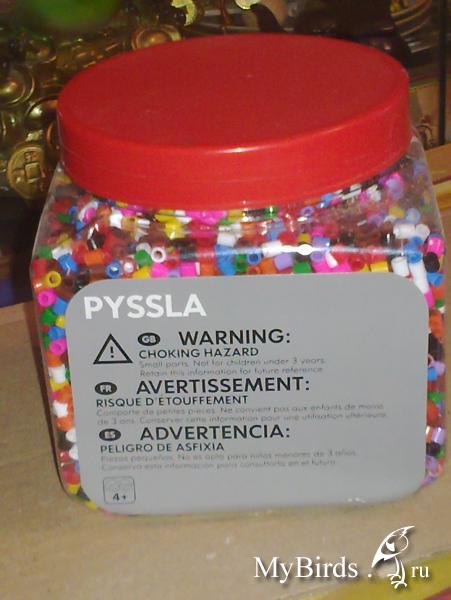 PYSSLA
GB WARNING:
CHOKING HAZARD
Small parts. Not for children under 3 years.
Retain this information for future reference
FR AVERTISSEMENT:
RISQUE D'ÉTOUFFEMENT
Comporte de petites pièces. Ne convient pas aux enfants de moins
de 3 ans. Conserver cette information pour une utilisation ultérieure.
ES ADVERTENCIA:
PELIGRO DE ASFIXIA
Piezas pequeñas. No es apto para niños menores de 3 años.
Conserva esta información para consultarla en el futuro.
4+
MyBirds.ru